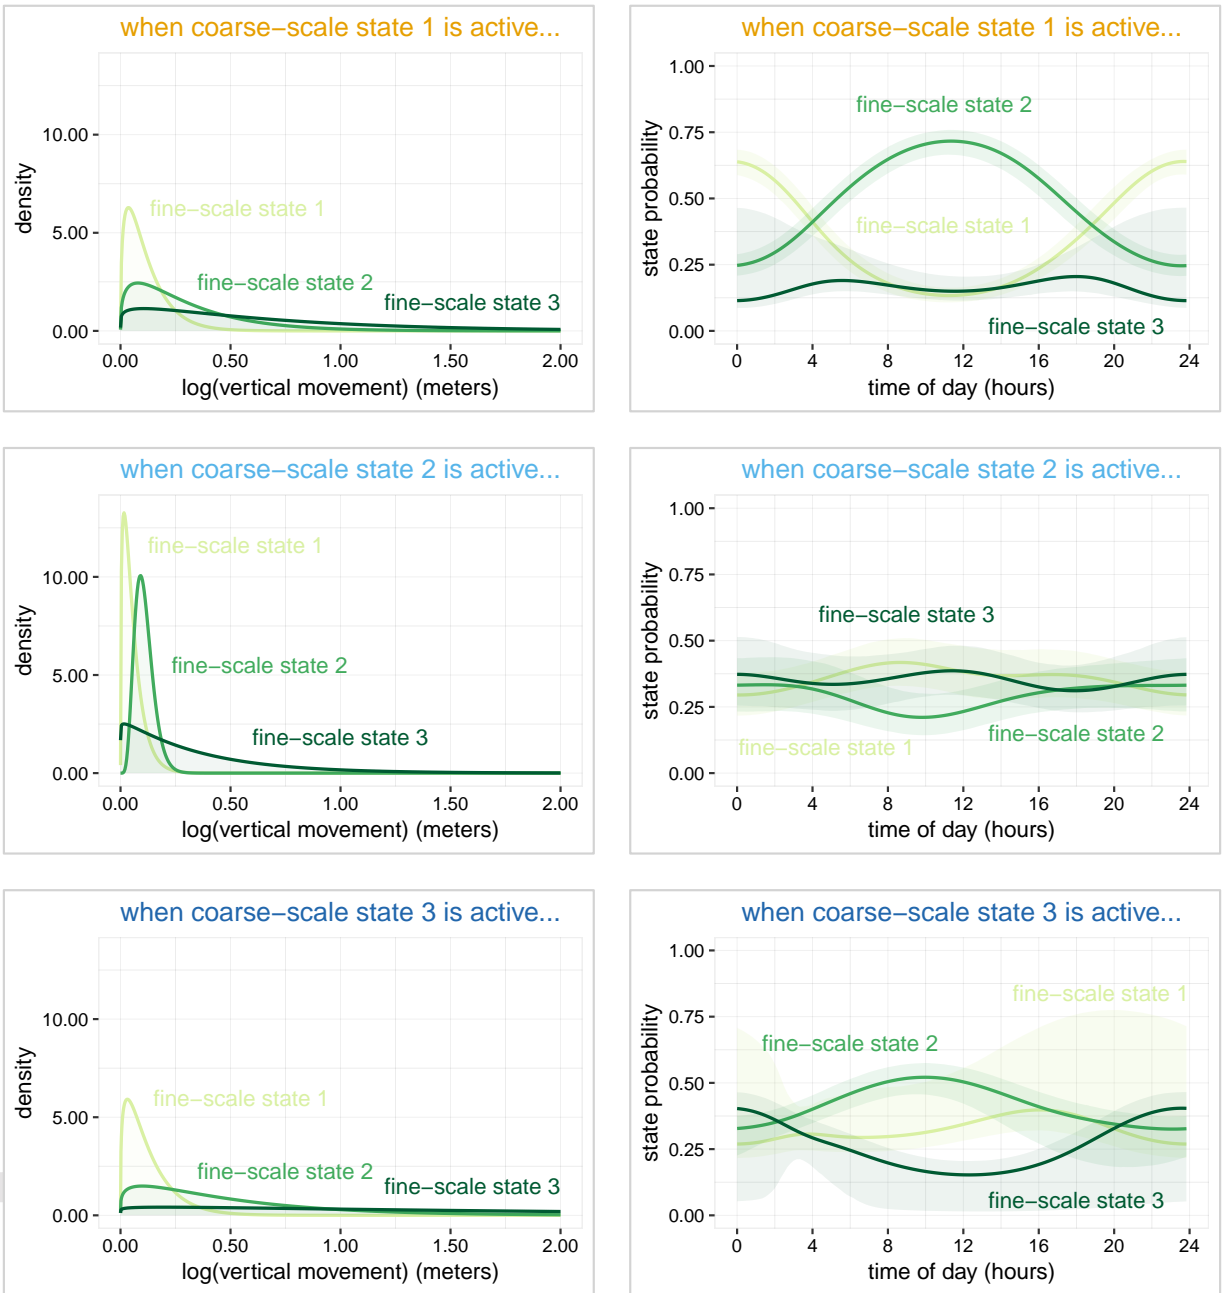 when coarse−scale state 1 is active...
10.00
5.00
0.00
density
fine−scale state 1
fine−scale state 2
fine−scale state 3
0.00 0.50 1.00 1.50 2.00
log(vertical movement) (meters)
when coarse−scale state 1 is active...
1.00
0.75
0.50
0.25
0.00
state probability
fine−scale state 2
fine−scale state 1
fine−scale state 3
0 4 8 12 16 20 24
time of day (hours)
when coarse−scale state 2 is active...
10.00
5.00
0.00
density
fine−scale state 1
fine−scale state 2
fine−scale state 3
0.00 0.50 1.00 1.50 2.00
log(vertical movement) (meters)
when coarse−scale state 2 is active...
1.00
0.75
0.50
0.25
0.00
state probability
fine−scale state 3
fine−scale state 2
fine−scale state 1
0 4 8 12 16 20 24
time of day (hours)
when coarse−scale state 3 is active...
10.00
5.00
0.00
density
fine−scale state 1
fine−scale state 2
fine−scale state 3
0.00 0.50 1.00 1.50 2.00
log(vertical movement) (meters)
when coarse−scale state 3 is active...
1.00
0.75
0.50
0.25
0.00
state probability
fine−scale state 1
fine−scale state 2
fine−scale state 3
0 4 8 12 16 20 24
time of day (hours)